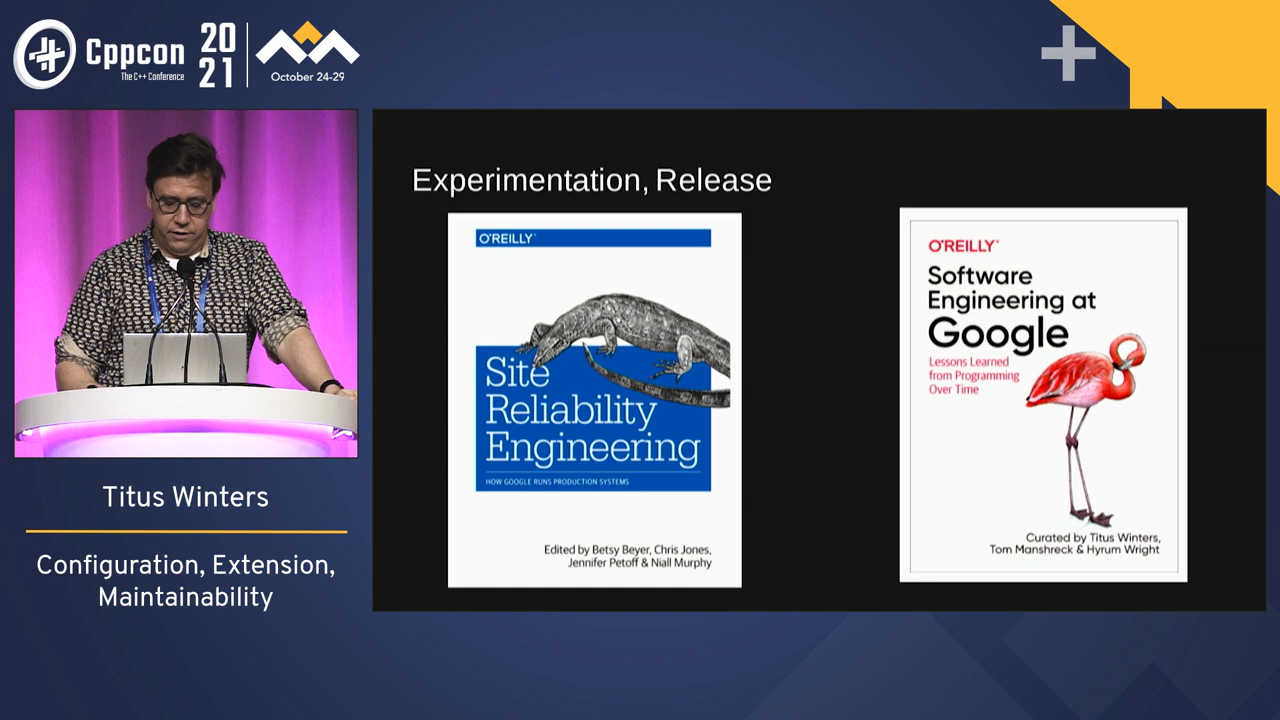 Cppcon
The C++ Conference
20
21
October 24-29
Experimentation, Release
O'REILLY®
Site
Reliability
Engineering
HOW GOOGLE RUNS PRODUCTION SYSTEMS
Edited by Betsy Beyer, Chris Jones,
Jennifer Petoff & Niall Murphy
O'REILLY®
Software
Engineering at
Google
Lessons Learned
from Programming
Over Time
Curated by Titus Winters,
Tom Manshreck & Hyrum Wright
Titus Winters
Configuration, Extension,
Maintainability